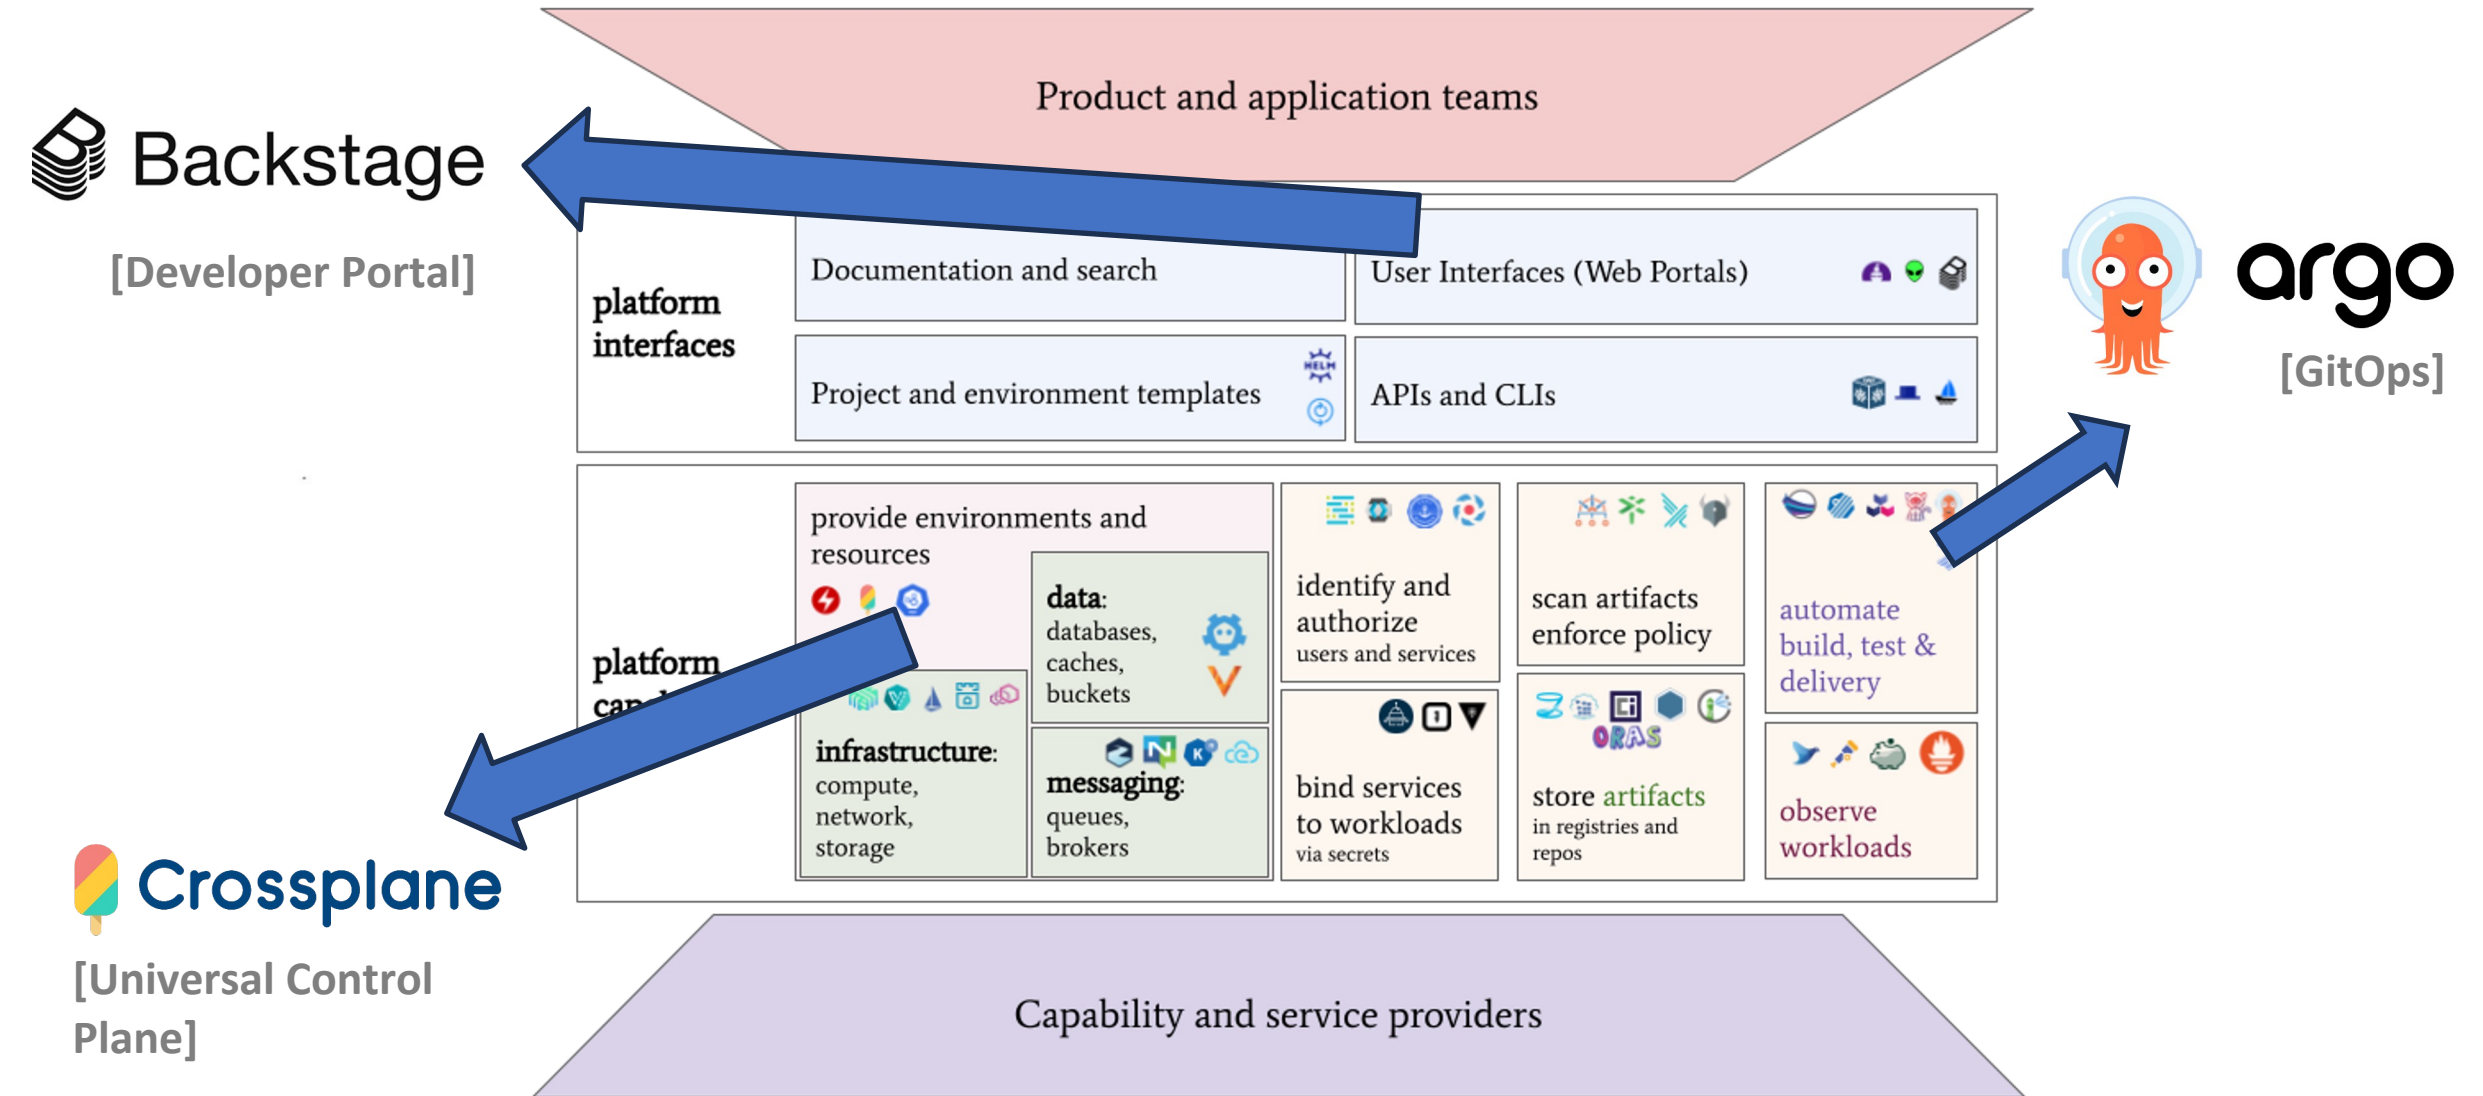 Product and application teams
Backstage
[Developer Portal]
argo
[GitOps]
platform
interfaces
Documentation and search
User Interfaces (Web Portals)
Project and environment templates
HELM
APIs and CLIs
platform
provide environments and
resources
data:
databases,
caches,
buckets
infrastructure:
compute,
network,
storage
messaging:
queues,
brokers
identify and
authorize
users and services
bind services
to workloads
via secrets
scan artifacts
enforce policy
ORAS
store artifacts
in registries and
repos
automate
build, test &
delivery
observe
workloads
Crossplane
[Universal Control
Plane]
Capability and service providers